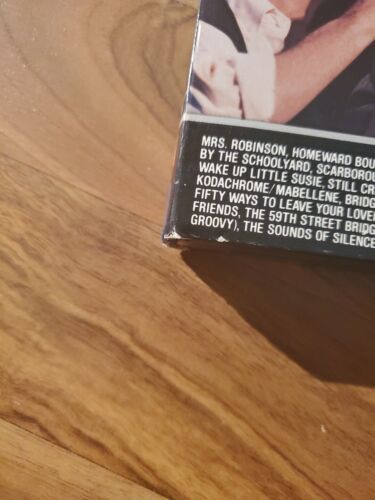 MRS. ROBINSON, HOMEWARD BOU
BY THE SCHOOLYARD, SCARBOROU
WAKE UP LITTLE SUSIE, STILL CR
KODACHROME/MABELLENE, BRIDG
FIFTY WAYS TO LEAVE YOUR LOVER
FRIENDS, THE 59TH STREET BRIDG
GROOVY), THE SOUNDS OF SILENCE